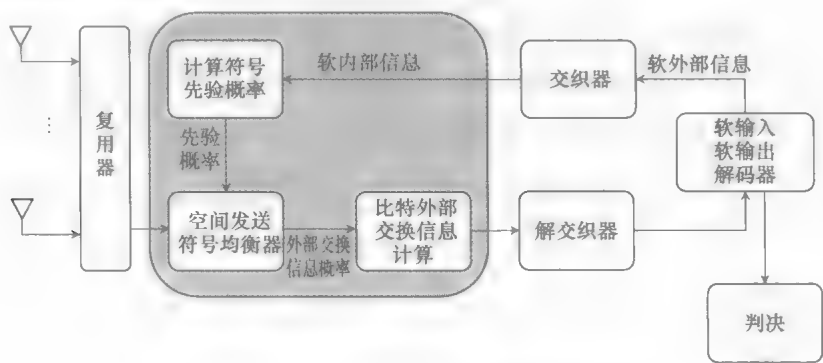 复
用
器
计算符号
先验概率
软内部信息
交织器
软外部信息
先验
概率
软输入
软输出
解码器
空间发送
符号均衡器
外部交换
信息概率
比特外部
交换信息
计算
解交织器
判决